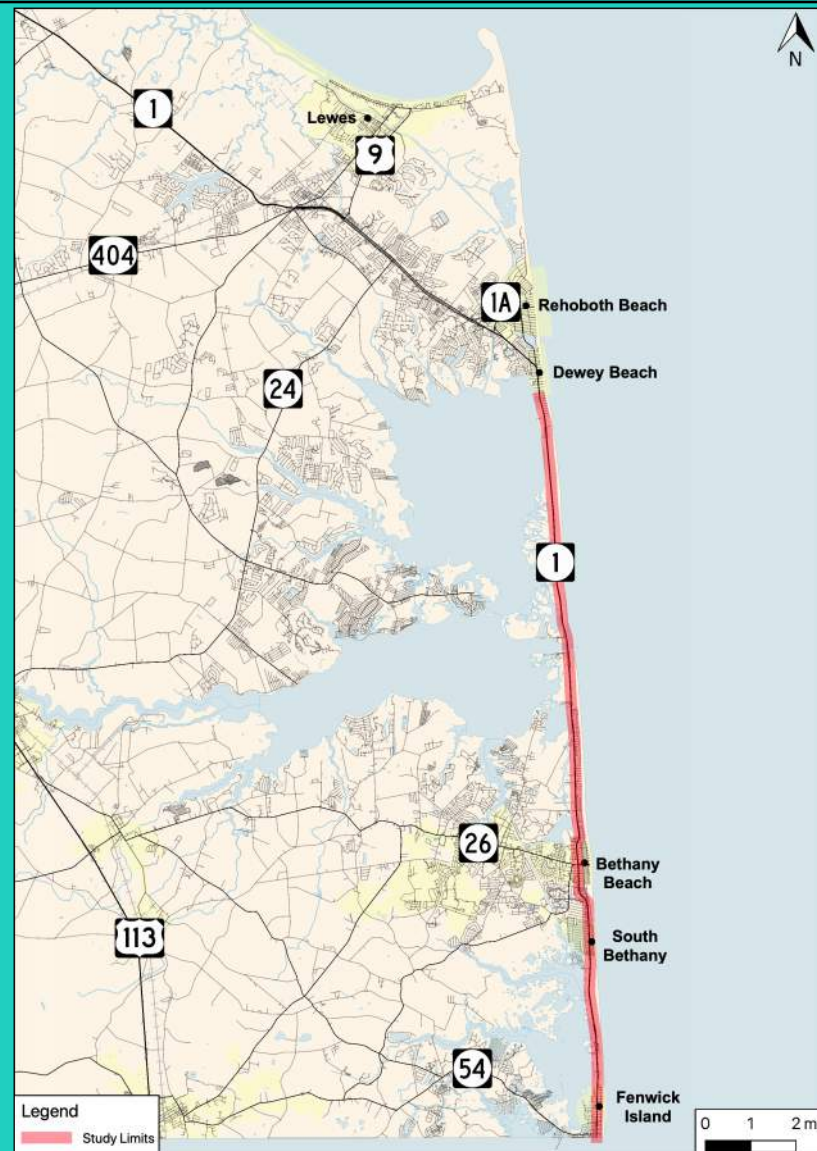 N
1
Lewes
9
404
1A
Rehoboth Beach
Dewey Beach
24
1
26
Bethany
Beach
113
South
Bethany
54
Fenwick
Island
Legend
Study Limits
0 1 2 m